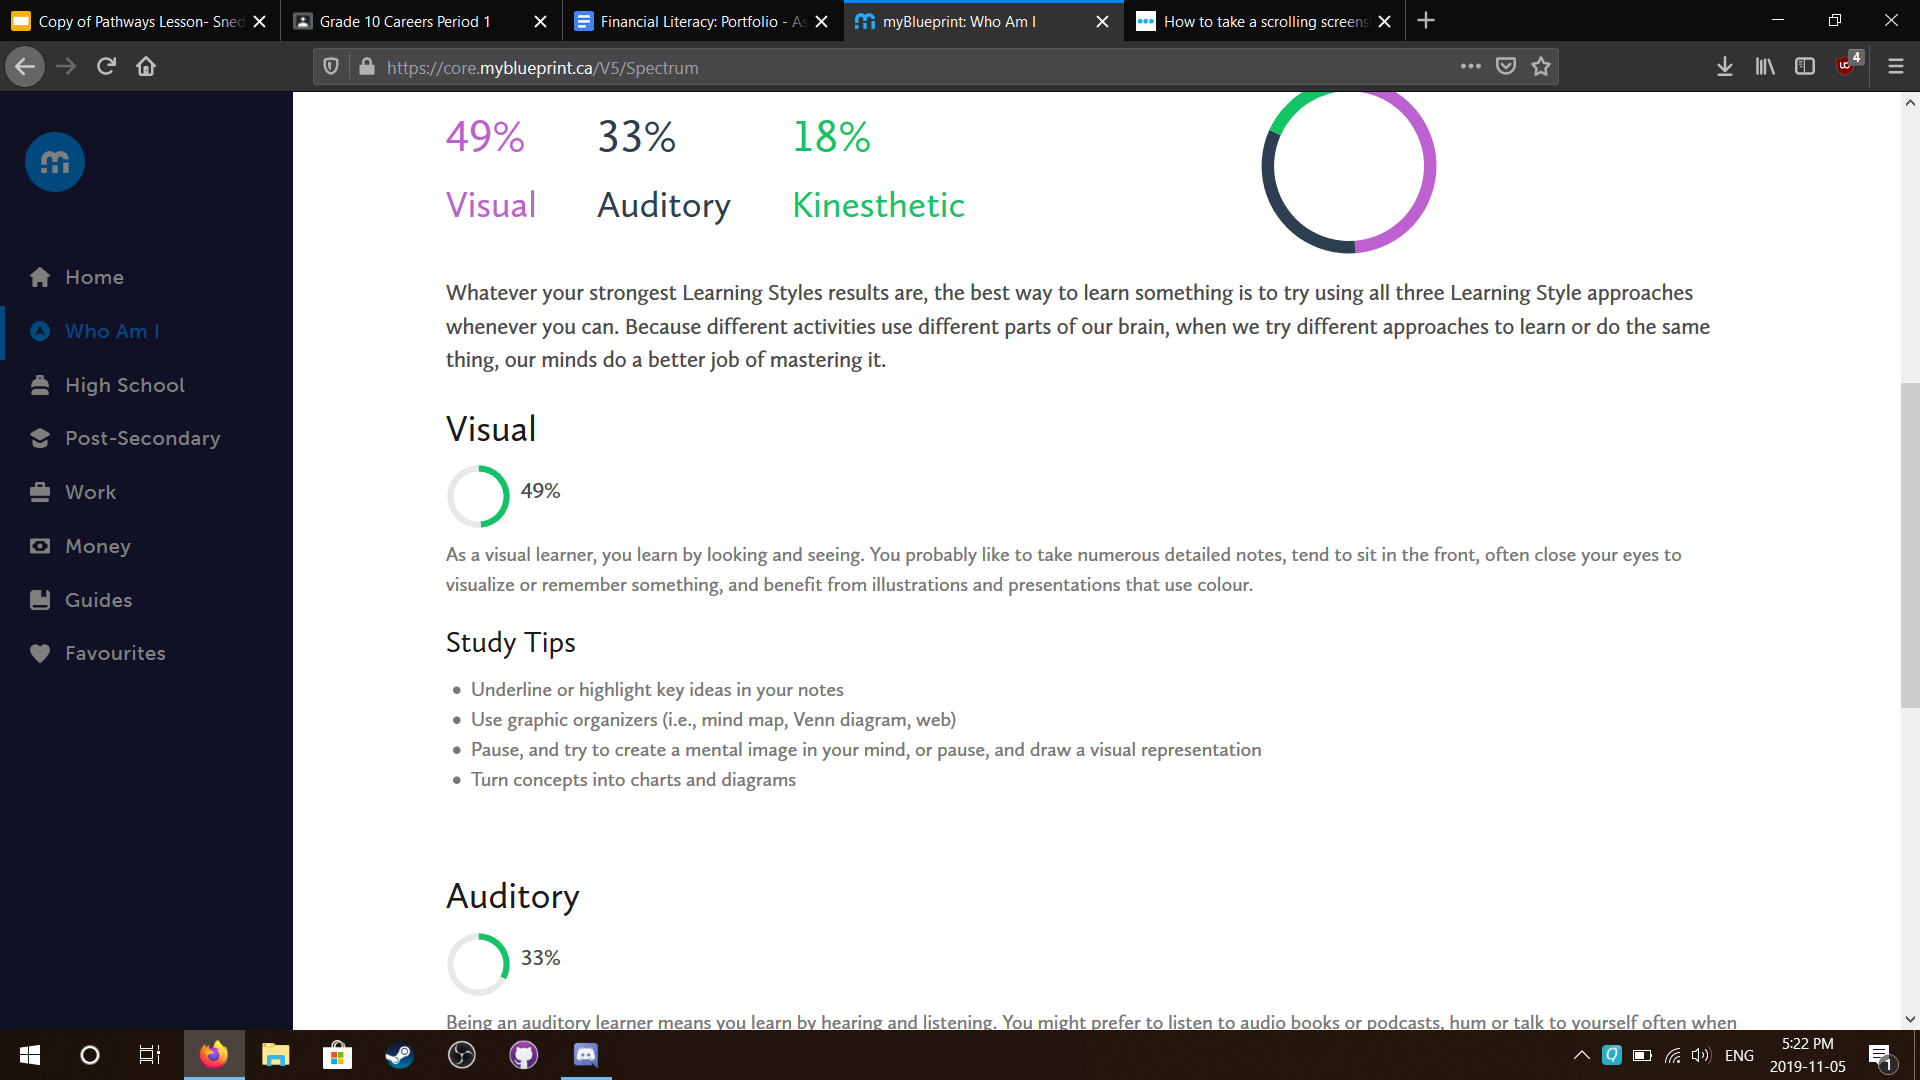 Copy of Pathways Lesson- Sned
Grade 10 Careers Period 1
Financial Literacy: Portfolio - As
myBlueprint: Who Am I
How to take a scrolling screens
https://core.myblueprint.ca/V5/Spectrum
4
Home
Who Am I
High School
Post-Secondary
Work
Money
Guides
Favourites
49%
33%
18%
Visual
Auditory
Kinesthetic
Whatever your strongest Learning Styles results are, the best way to learn something is to try using all three Learning Style approaches
whenever you can. Because different activities use different parts of our brain, when we try different approaches to learn or do the same
thing, our minds do a better job of mastering it.
Visual
49%
As a visual learner, you learn by looking and seeing. You probably like to take numerous detailed notes, tend to sit in the front, often close your eyes to
visualize or remember something, and benefit from illustrations and presentations that use colour.
Study Tips
• Underline or highlight key ideas in your notes
• Use graphic organizers (i.e., mind map, Venn diagram, web)
• Pause, and try to create a mental image in your mind, or pause, and draw a visual representation
• Turn concepts into charts and diagrams
Auditory
33%
Being an auditory learner means you learn by hearing and listening. You might prefer to listen to audio books or podcasts, hum or talk to yourself often when
ENG
5:22 PM
2019-11-05
1